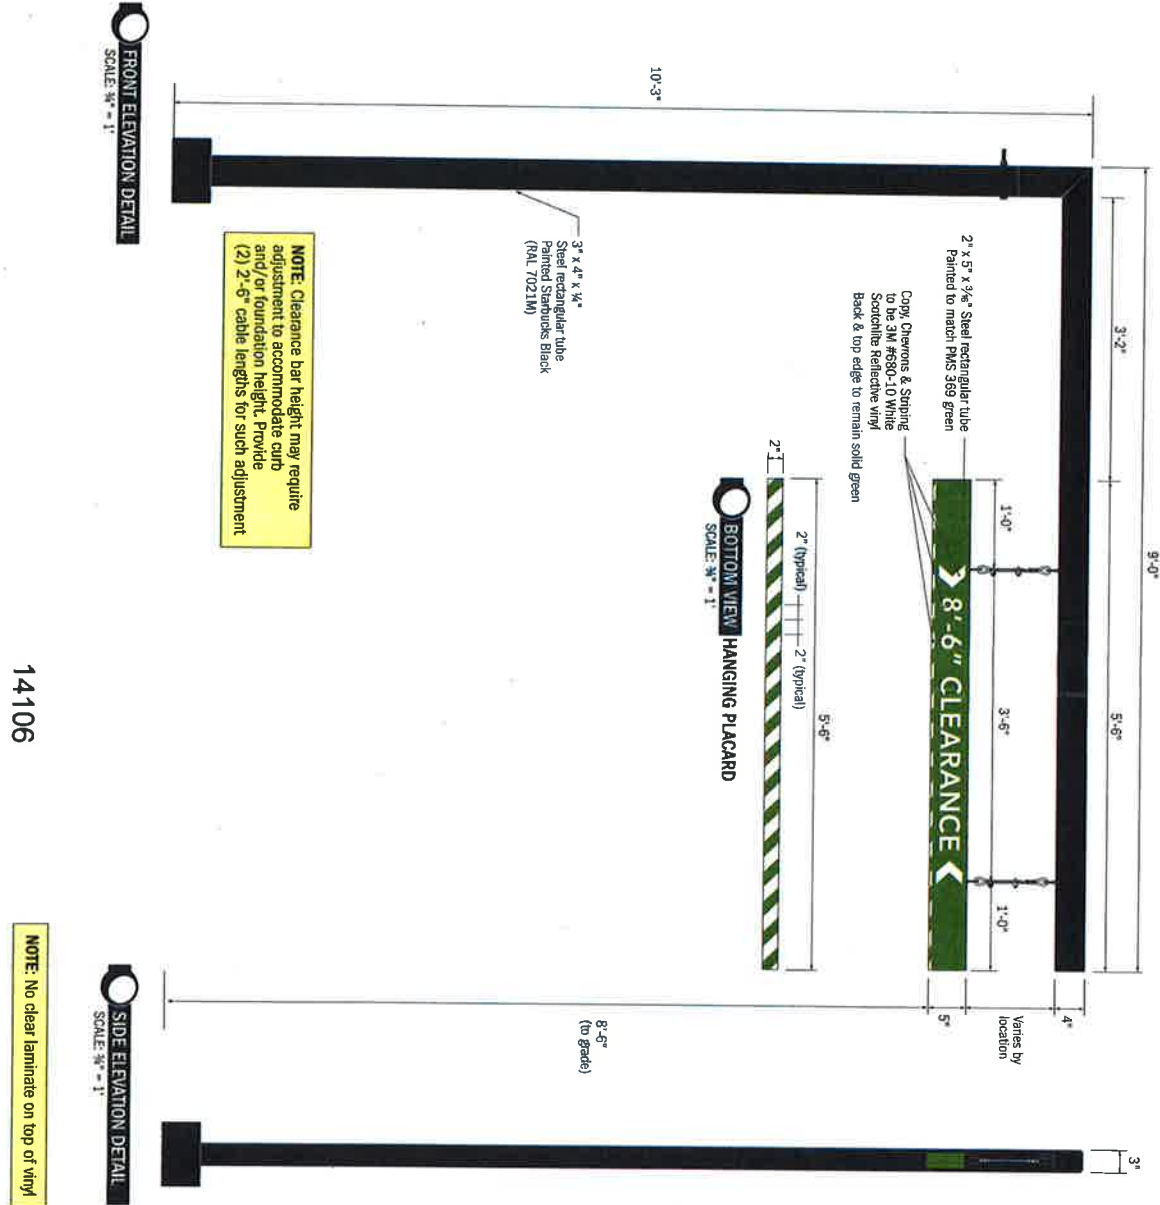 9'-0"
3'-2"
5'-6"
10'-3"
2" x 5" x 3/16" Steel rectangular tube
Painted to match PMS 369 green
Copy, Chevrons & Striping
to be 3M #680-10 White
Scotchlite Reflective vinyl
Back & top edge to remain solid green
1'-0"
3'-6"
1'-0"
8'-6" CLEARANCE
4"
Varies by
location
5"
3"
8'-6"
(to grade)
3" x 4" x ¼"
Steel rectangular tube
Painted Starbucks Black
(RAL 7021M)
5'-6"
2"
2" (typical)
2" (typical)
BOTTOM VIEW HANGING PLACARD
SCALE: ¾" = 1'
NOTE: Clearance bar height may require
adjustment to accommodate curb
and/or foundation height. Provide
(2) 2'-6" cable lengths for such adjustment
FRONT ELEVATION DETAIL
SCALE: ¾" = 1'
SIDE ELEVATION DETAIL
SCALE: ¾" = 1'
NOTE: No clear laminate on top of vinyl
14106